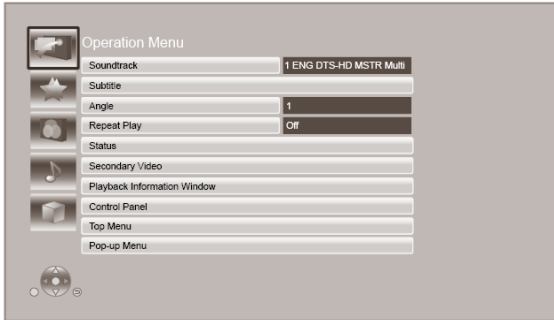 Operation Menu
Soundtrack 1 ENG DTS-HD MSTR Multi
Subtitle
Angle 1
Repeat Play Off
Status
Secondary Video
Playback Information Window
Control Panel
Top Menu
Pop-up Menu